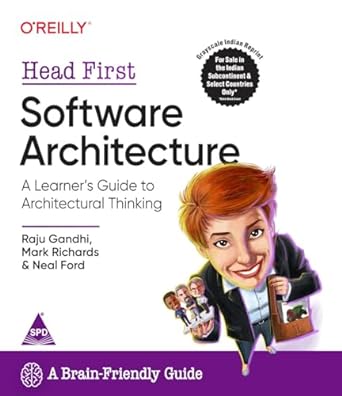 O'REILLY®
Head First
Software
Architecture
A Learner's Guide to
Architectural Thinking
Raju Gandhi,
Mark Richards
& Neal Ford
Grayscale Indian Reprint
For Sale in
the Indian
Subcontinent &
Select Countries
Only*
SPD
A Brain-Friendly Guide